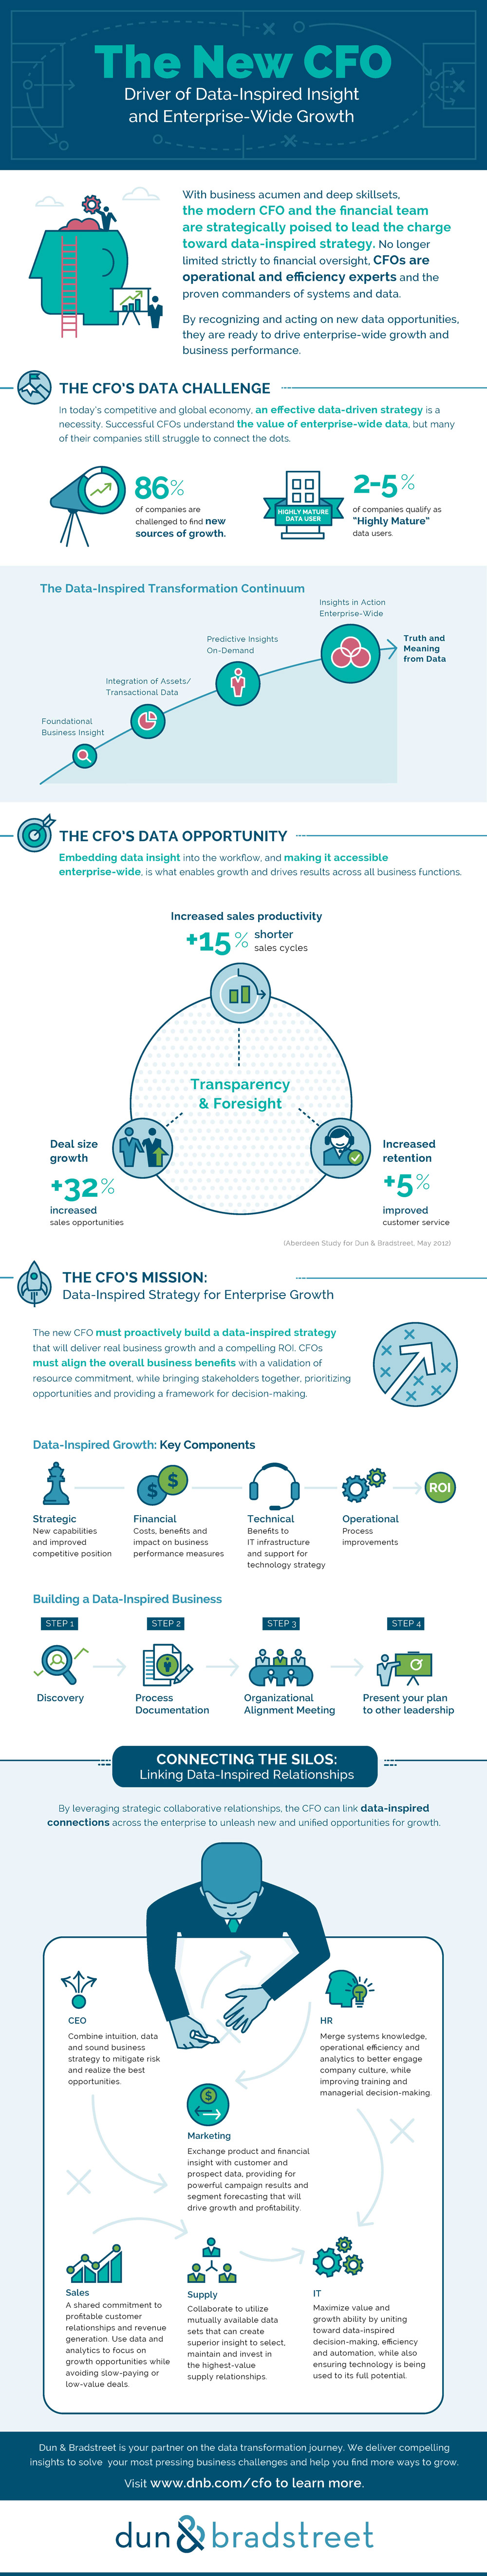 The New CFO
Driver of Data-Inspired Insight
and Enterprise-Wide Growth
With business acumen and deep skillsets,
the modern CFO and the financial team
are strategically poised to lead the charge
toward data-inspired strategy. No longer
limited strictly to financial oversight, CFOs are
operational and efficiency experts and the
proven commanders of systems and data.
By recognizing and acting on new data opportunities,
they are ready to drive enterprise-wide growth and
business performance.
THE CFO'S DATA CHALLENGE
In today's competitive and global economy, an effective data-driven strategy is a
necessity. Successful CFOs understand the value of enterprise-wide data, but many
of their companies still struggle to connect the dots.
86%
of companies are
challenged to find new
sources of growth.
HIGHLY MATURE
DATA USER
2-5%
of companies qualify as
"Highly Mature"
data users.
The Data-Inspired Transformation Continuum
Insights in Action
Enterprise-Wide
Predictive Insights
On-Demand
Truth and
Meaning
from Data
Integration of Assets/
Transactional Data
Foundational
Business Insight
THE CFO'S DATA OPPORTUNITY
Embedding data insight into the workflow, and making it accessible
enterprise-wide, is what enables growth and drives results across all business functions.
Increased sales productivity
+15% shorter
sales cycles
Transparency
& Foresight
Deal size
growth
+32%
increased
sales opportunities
Increased
retention
+5%
improved
customer service
(Aberdeen Study for Dun & Bradstreet, May 2012)
THE CFO'S MISSION:
Data-Inspired Strategy for Enterprise Growth
The new CFO must proactively build a data-inspired strategy
that will deliver real business growth and a compelling ROI. CFOs
must align the overall business benefits with a validation of
resource commitment, while bringing stakeholders together, prioritizing
opportunities and providing a framework for decision-making.
Data-Inspired Growth: Key Components
$ $
ROI
Strategic
New capabilities
and improved
competitive position
Financial
Costs, benefits and
impact on business
performance measures
Technical
Benefits to
IT infrastructure
and support for
technology strategy
Operational
Process
improvements
Building a Data-Inspired Business
STEP 1
STEP 2
STEP 3
STEP 4
Discovery
Process
Documentation
Organizational
Alignment Meeting
Present your plan
to other leadership
CONNECTING THE SILOS:
Linking Data-Inspired Relationships
By leveraging strategic collaborative relationships, the CFO can link data-inspired
connections across the enterprise to unleash new and unified opportunities for growth.
CEO
Combine intuition, data
and sound business
strategy to mitigate risk
and realize the best
opportunities.
HR
Merge systems knowledge,
operational efficiency and
analytics to better engage
company culture, while
improving training and
managerial decision-making.
$
Marketing
Exchange product and financial
insight with customer and
prospect data, providing for
powerful campaign results and
segment forecasting that will
drive growth and profitability.
Sales
A shared commitment to
profitable customer
relationships and revenue
generation. Use data and
analytics to focus on
growth opportunities while
avoiding slow-paying or
low-value deals.
Supply
Collaborate to utilize
mutually available data
sets that can create
superior insight to select,
maintain and invest in
the highest-value
supply relationships.
IT
Maximize value and
growth ability by uniting
toward data-inspired
decision-making, efficiency
and automation, while also
ensuring technology is being
used to its full potential.
Dun & Bradstreet is your partner on the data transformation journey. We deliver compelling
insights to solve your most pressing business challenges and help you find more ways to grow.
Visit www.dnb.com/cfo to learn more.
dun & bradstreet